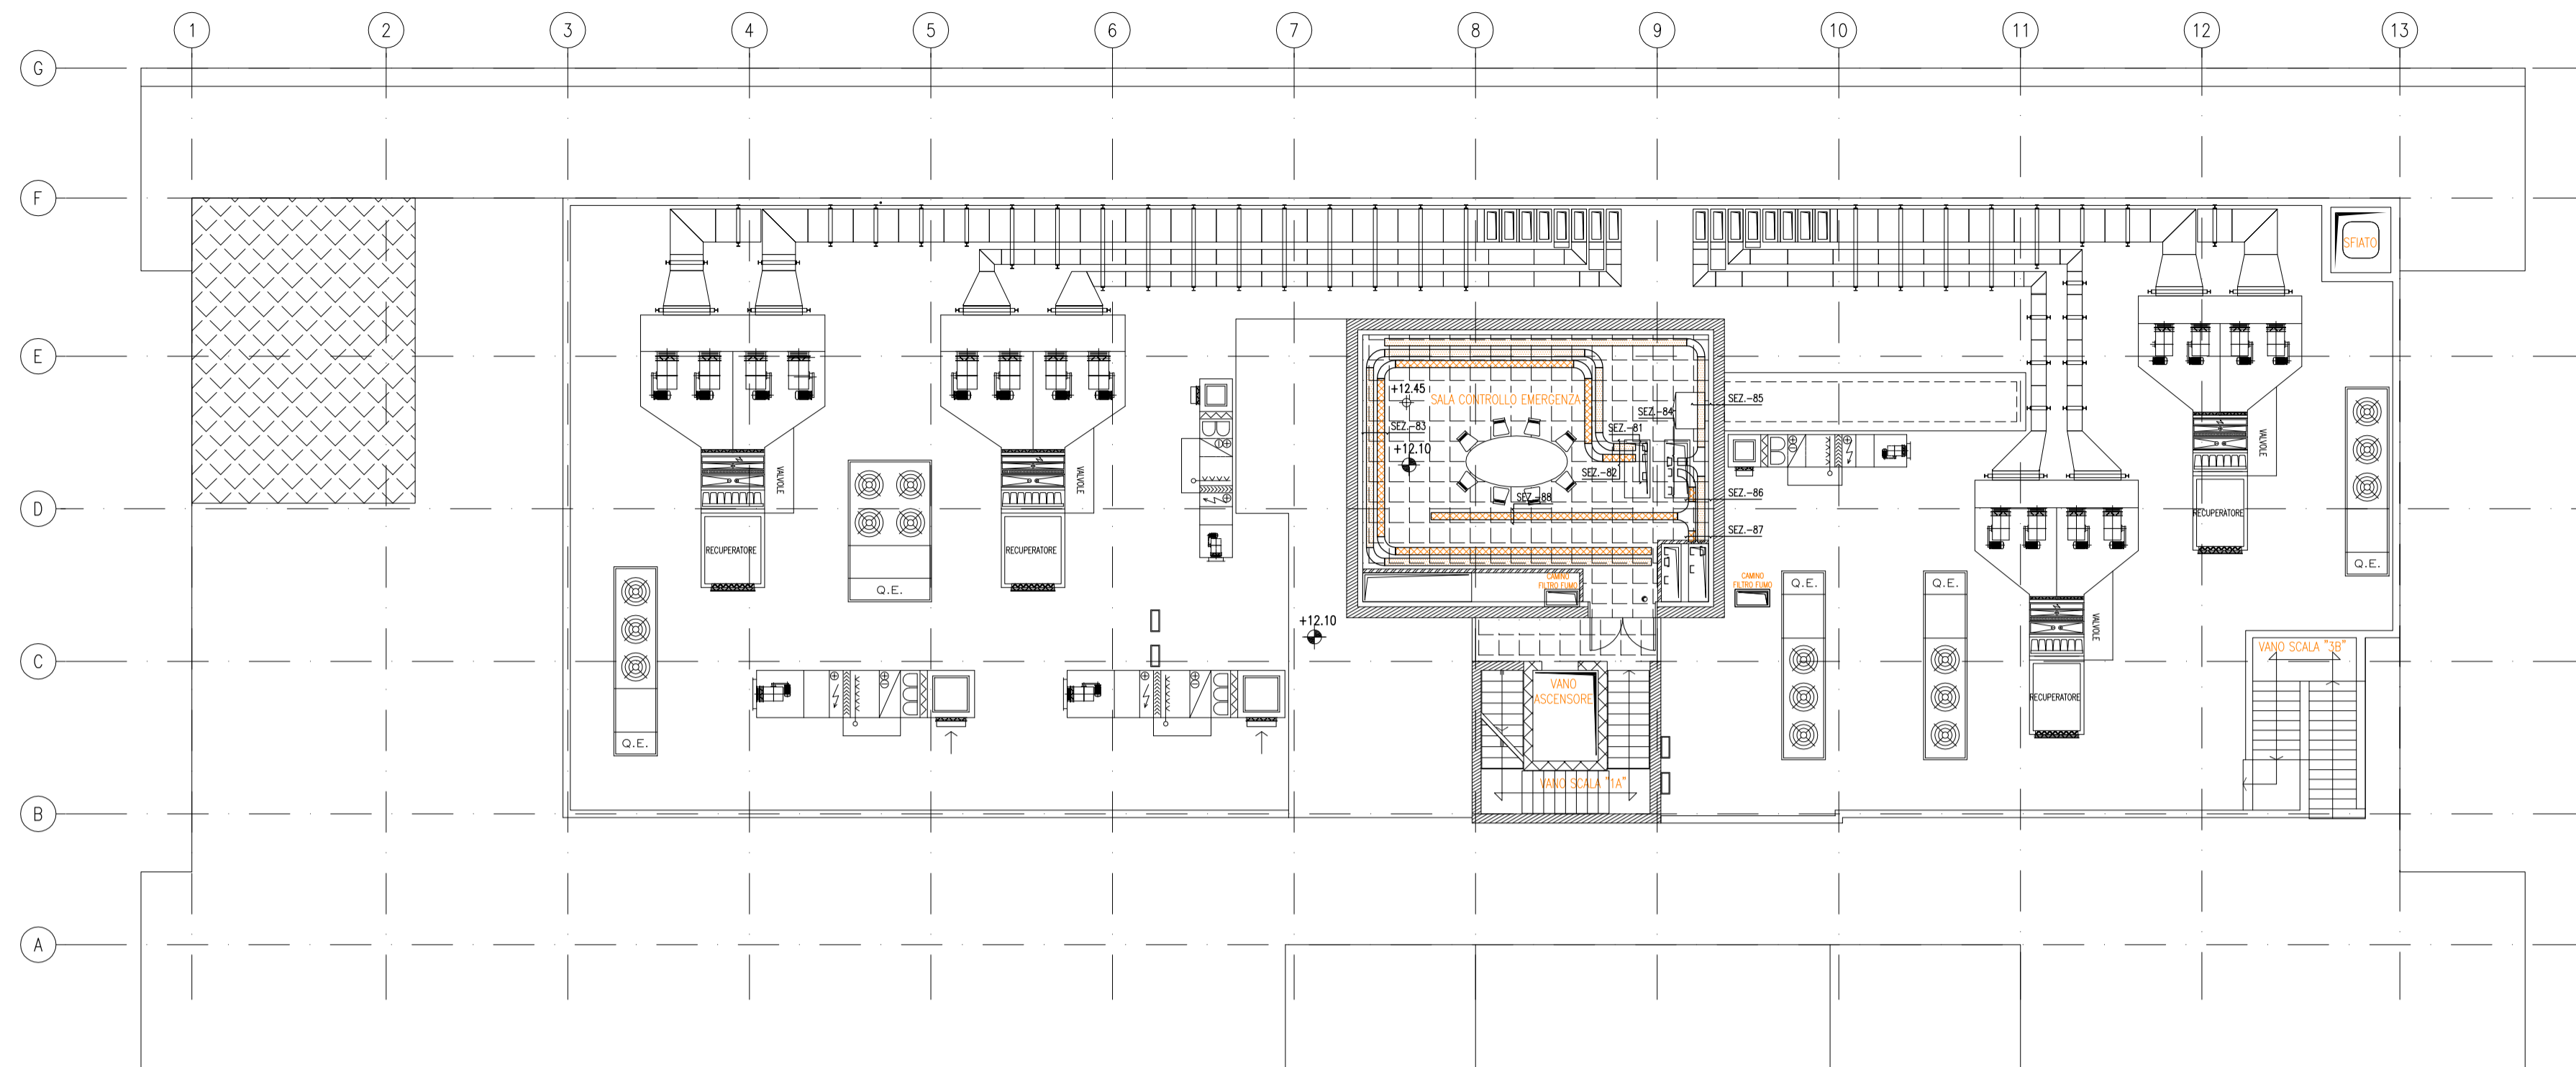 1 2 3 4 5 6 7 8 9 10 11 12 13
G
F
SFIATO
E
+12.45
SALA CONTROLLO EMERGENZA
SEZ.-85
SEZ.-84
SEZ.-83
SEZ.-81
+12.10
SEZ.-82
VALVOLE
VALVOLE
VALVOLE
SEZ.-88
SEZ.-86
D
RECUPERATORE
SEZ.-87
RECUPERATORE
RECUPERATORE
CAMINO
FILTRO FUMO
CAMINO
FILTRO FUMO
Q.E.
Q.E.
Q.E.
Q.E.
+12.10
VALVOLE
C
VANO SCALA "3B"
VANO
ASCENSORE
RECUPERATORE
Q.E.
VANO SCALA "1A"
B
A